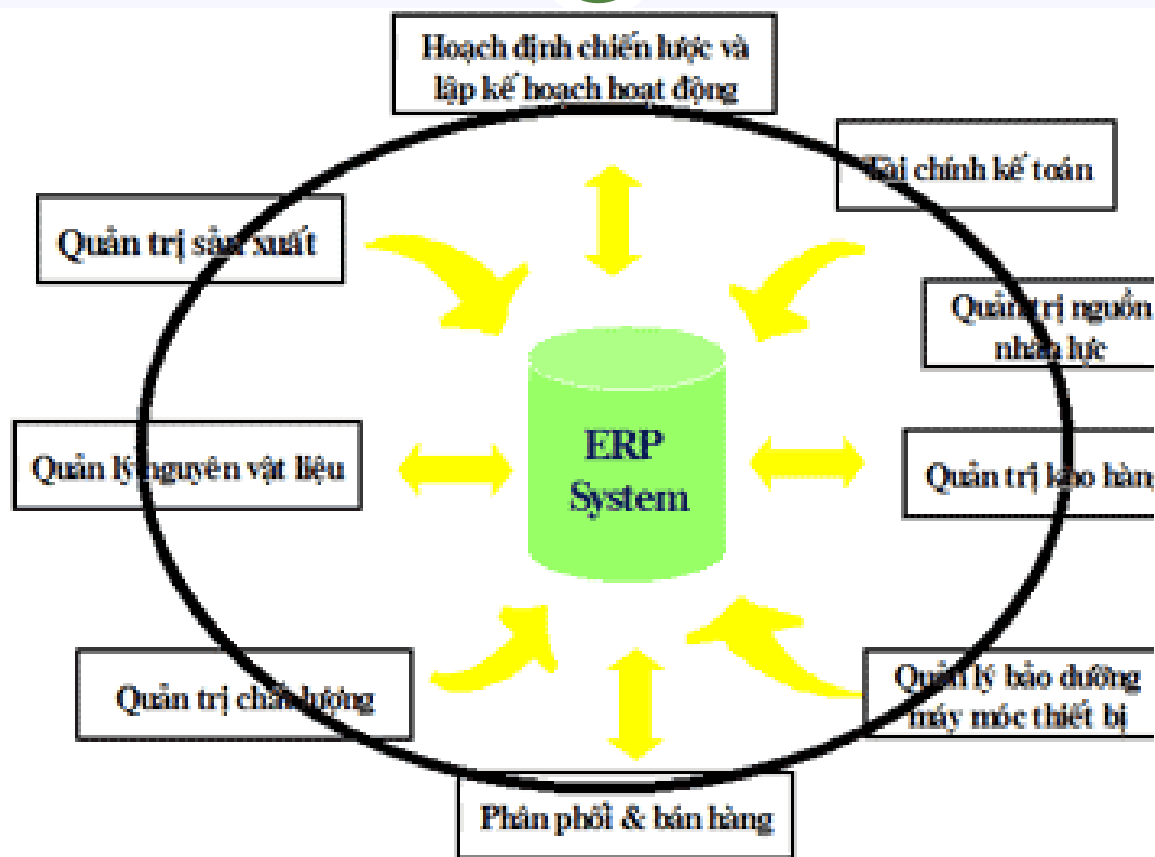 Hoạch định chiến lược và
lập kế hoạch hoạt động
Tài chính kế toán
Quản trị sản xuất
Quản trị nguồn
nhân lực
ERP
System
Quản lý nguyên vật liệu
Quản trị kho hàng
Quản trị chất lượng
Quản lý bảo dưỡng
máy móc thiết bị
Phân phối & bán hàng